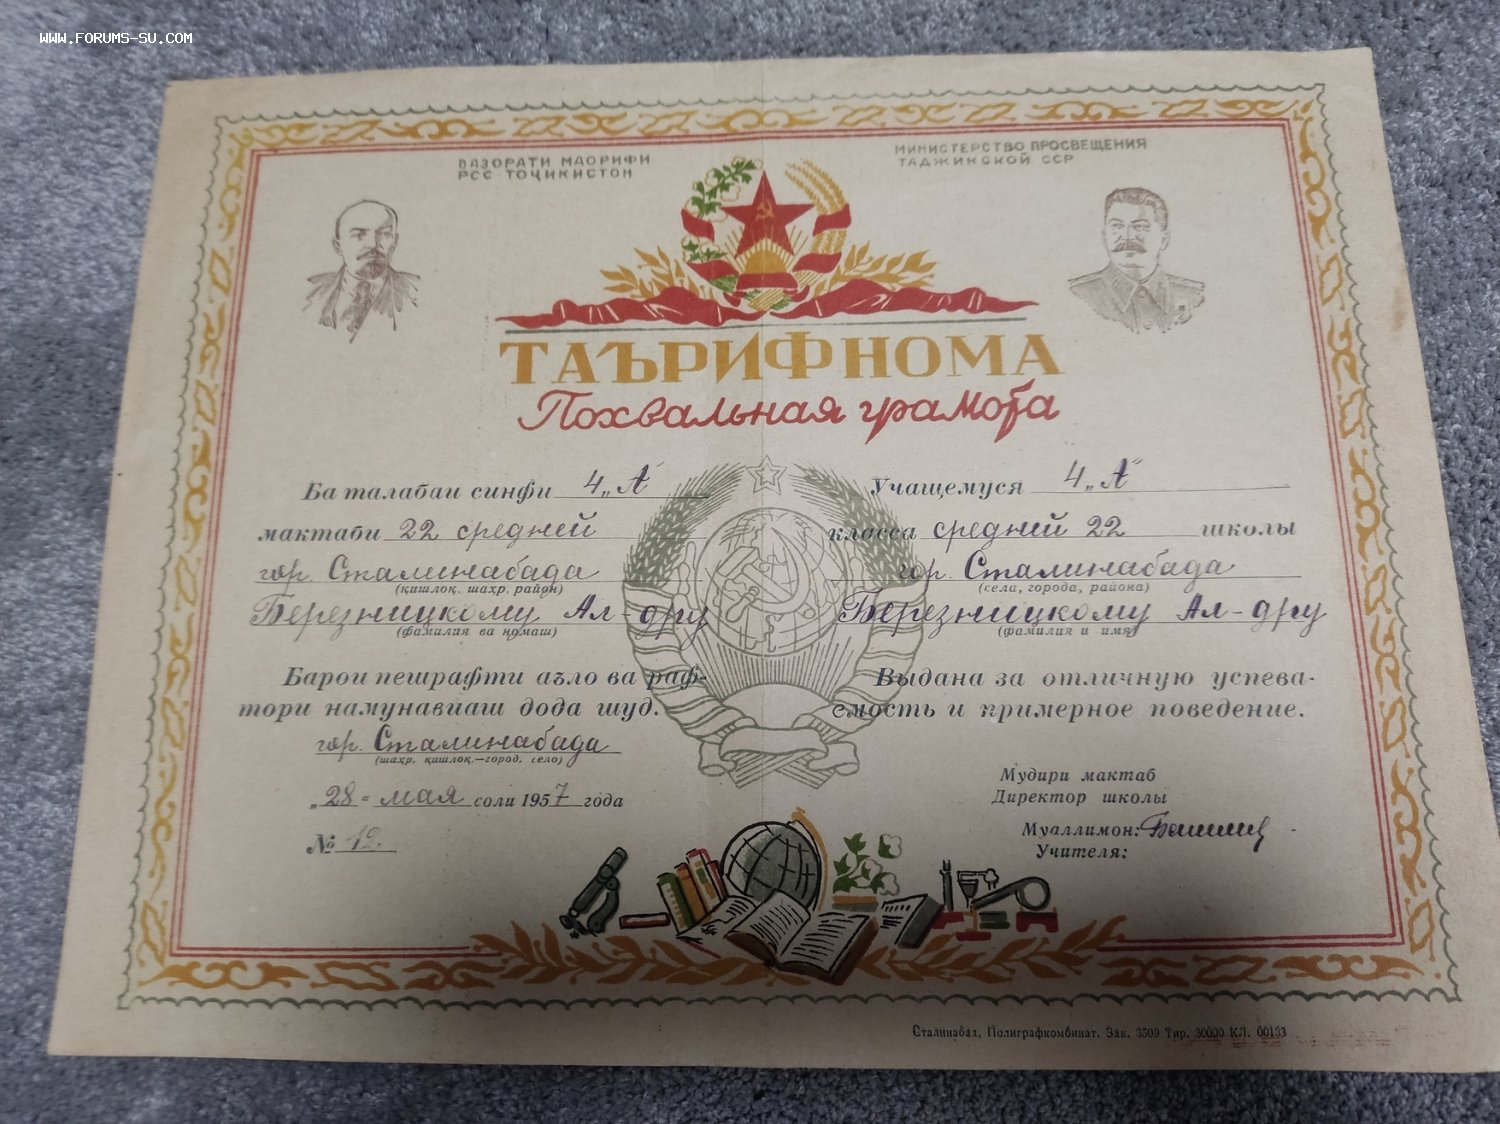 WWW.FORUMS-SU.COM
ВАЗОРАТИ МАОРИФИ
РСС ТОҶИКИСТОН
МИНИСТЕРСТВО ПРОСВЕЩЕНИЯ
ТАДЖИКСКОЙ ССР
ТАЪРИФНОМА
Похвальная грамота
Ба талабаи синфи 4 „А"
мактаби 22 средней
гор. Сталинабада
(қишлоқ, шаҳр, район)
Березницкому Ал-дру
(фамилия ва номаш)
Барои пешрафти аъло ва раф-
тори намунавиаш дода шуд.
гор. Сталинабада
(шаҳр, қишлоқ,—город, село)
„28" мая соли 1957 года
№ 12.
Учащемуся 4 „А"
класса средней 22 школы
гор. Сталинабада
(села, города, района)
Березницкому Ал-дру
(фамилия и имя)
Выдана за отличную успева-
емость и примерное поведение.
Мудири мактаб
Директор школы
Муаллимон:
Учителя:
Сталинабад, Полиграфкомбинат. Зак. 3509 Тир. 30000 КЛ. 00133